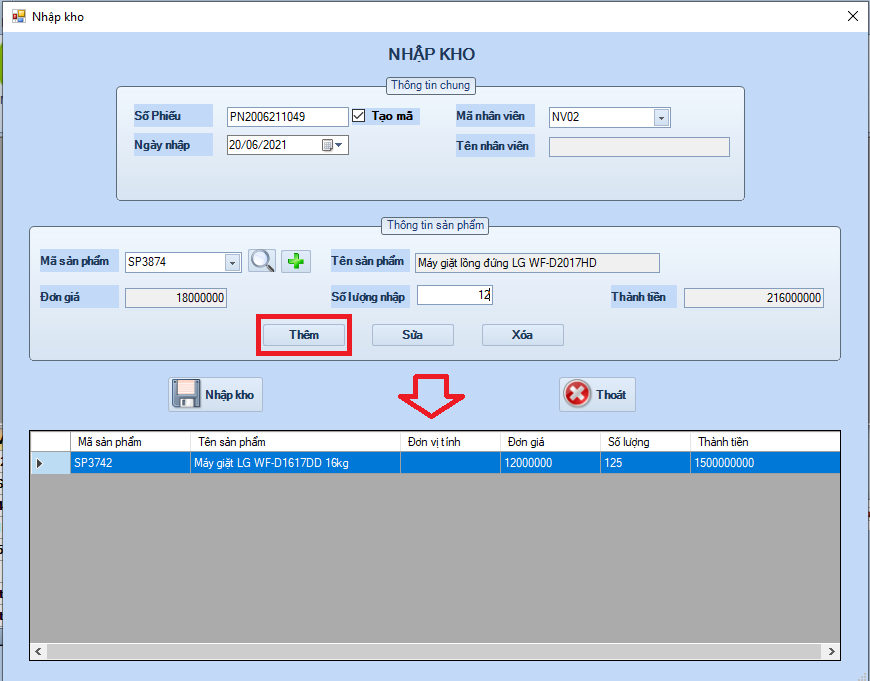 Nhập kho
NHẬP KHO
Thông tin chung
Số Phiếu PN2006211049 Tạo mã Mã nhân viên NV02
Ngày nhập 20/06/2021 Tên nhân viên
Thông tin sản phẩm
Mã sản phẩm SP3874 Tên sản phẩm Máy giặt lồng đứng LG WF-D2017HD
Đơn giá 18000000 Số lượng nhập 12 Thành tiền 216000000
Thêm Sửa Xóa
Nhập kho Thoát
Mã sản phẩm Tên sản phẩm Đơn vị tính Đơn giá Số lượng Thành tiền
SP3742 Máy giặt LG WF-D1617DD 16kg 12000000 125 1500000000